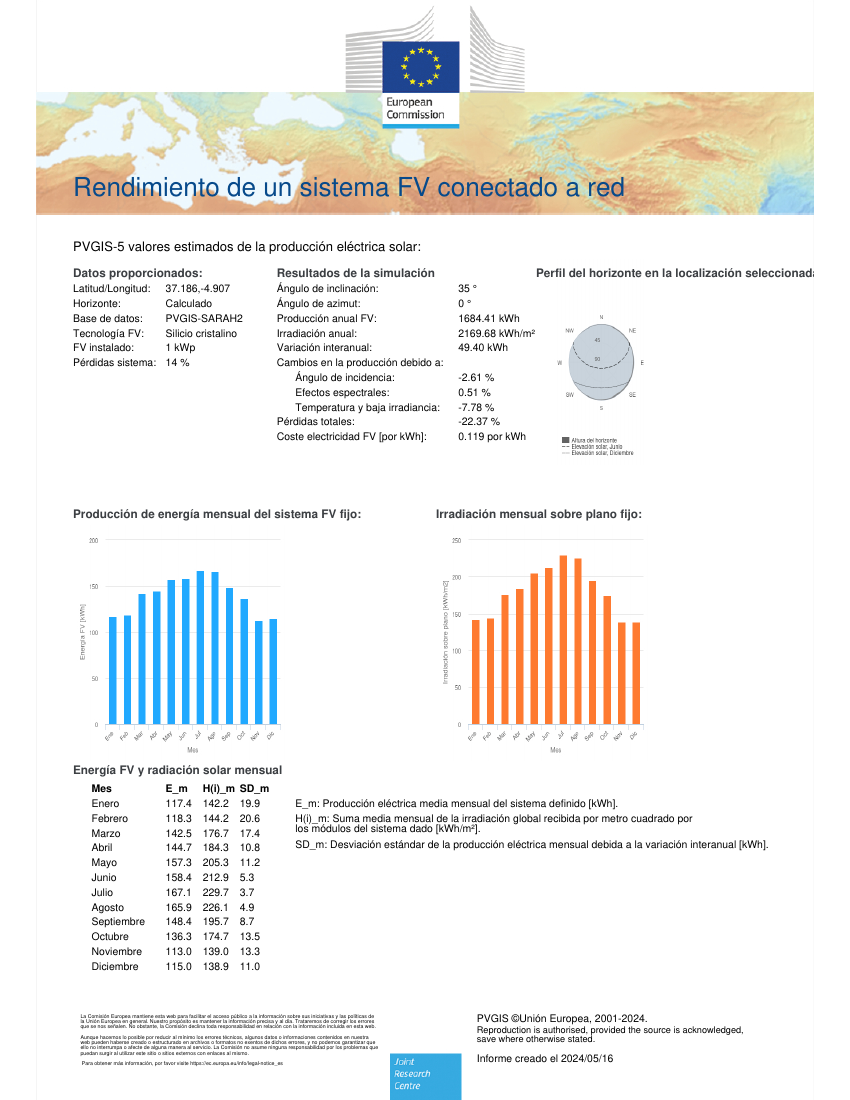 European
Commission
Rendimiento de un sistema FV conectado a red
PVGIS-5 valores estimados de la producción eléctrica solar:
Datos proporcionados:
Latitud/Longitud: 37.186,-4.907
Horizonte: Calculado
Base de datos: PVGIS-SARAH2
Tecnología FV: Silicio cristalino
FV instalado: 1 kWp
Pérdidas sistema: 14 %
Resultados de la simulación
Ángulo de inclinación: 35 °
Ángulo de azimut: 0 °
Producción anual FV: 1684.41 kWh
Irradiación anual: 2169.68 kWh/m²
Variación interanual: 49.40 kWh
Cambios en la producción debido a:
Ángulo de incidencia: -2.61 %
Efectos espectrales: 0.51 %
Temperatura y baja irradiancia: -7.78 %
Pérdidas totales: -22.37 %
Coste electricidad FV [por kWh]: 0.119 por kWh
Perfil del horizonte en la localización seleccionada
N
NW NE
45
90
W E
SW SE
S
Altura del horizonte
Elevación solar, Junio
Elevación solar, Diciembre
Producción de energía mensual del sistema FV fijo:
200
150
100
50
0
Energía FV [kWh]
Ene Feb Mar Abr May Jun Jul Ago Sep Oct Nov Dic
Mes
Irradiación mensual sobre plano fijo:
250
200
150
100
50
0
Irradiación sobre plano [kWh/m2]
Ene Feb Mar Abr May Jun Jul Ago Sep Oct Nov Dic
Mes
Energía FV y radiación solar mensual
Mes E_m H(i)_m SD_m
Enero 117.4 142.2 19.9
Febrero 118.3 144.2 20.6
Marzo 142.5 176.7 17.4
Abril 144.7 184.3 10.8
Mayo 157.3 205.3 11.2
Junio 158.4 212.9 5.3
Julio 167.1 229.7 3.7
Agosto 165.9 226.1 4.9
Septiembre 148.4 195.7 8.7
Octubre 136.3 174.7 13.5
Noviembre 113.0 139.0 13.3
Diciembre 115.0 138.9 11.0
E_m: Producción eléctrica media mensual del sistema definido [kWh].
H(i)_m: Suma media mensual de la irradiación global recibida por metro cuadrado por
los módulos del sistema dado [kWh/m²].
SD_m: Desviación estándar de la producción eléctrica mensual debida a la variación interanual [kWh].
La Comisión Europea mantiene esta web para facilitar el acceso público a la información sobre sus iniciativas y las políticas de
la Unión Europea en general. Nuestro propósito es mantener la información precisa y al día. Trataremos de corregir los errores
que se nos señalen. No obstante, la Comisión declina toda responsabilidad en relación con la información incluida en esta web.
Aunque hacemos lo posible por reducir al mínimo los errores técnicos, algunos datos o informaciones contenidos en nuestra
web pueden haberse creado o estructurado en archivos o formatos no exentos de dichos errores, y no podemos garantizar que
ello no interrumpa o afecte de alguna manera al servicio. La Comisión no asume ninguna responsabilidad por los problemas que
puedan surgir al utilizar este sitio o sitios externos con enlaces al mismo.
Para obtener más información, por favor visite https://ec.europa.eu/info/legal-notice_es
Joint
Research
Centre
PVGIS ©Unión Europea, 2001-2024.
Reproduction is authorised, provided the source is acknowledged,
save where otherwise stated.
Informe creado el 2024/05/16